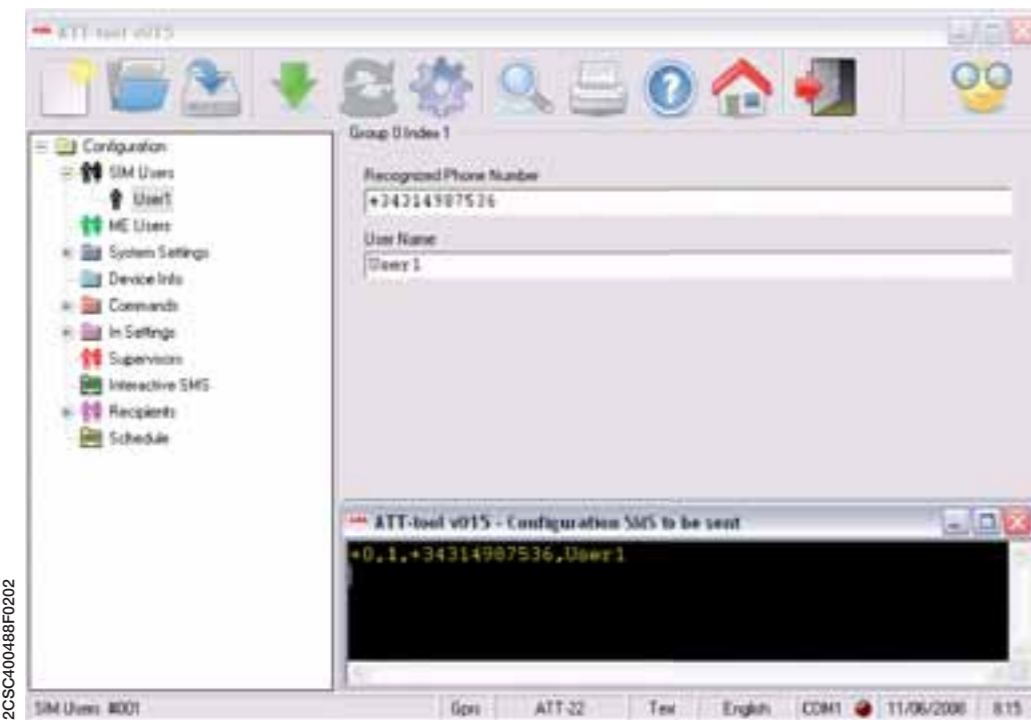 ATT-tool v015
Configuration
SIM Users
User1
ME Users
System Settings
Device Info
Commands
In Settings
Supervisors
Interactive SMS
Recipients
Schedule
Group 0 Index 1
Recognized Phone Number
+34314987536
User Name
User1
ATT-tool v015 - Configuration SMS to be sent
+0,1,+34314987536,User1
SIM Users #001
Gprs
ATT-22
Text
English
COM1
11/06/2008
8:15
2CSC400488F0202